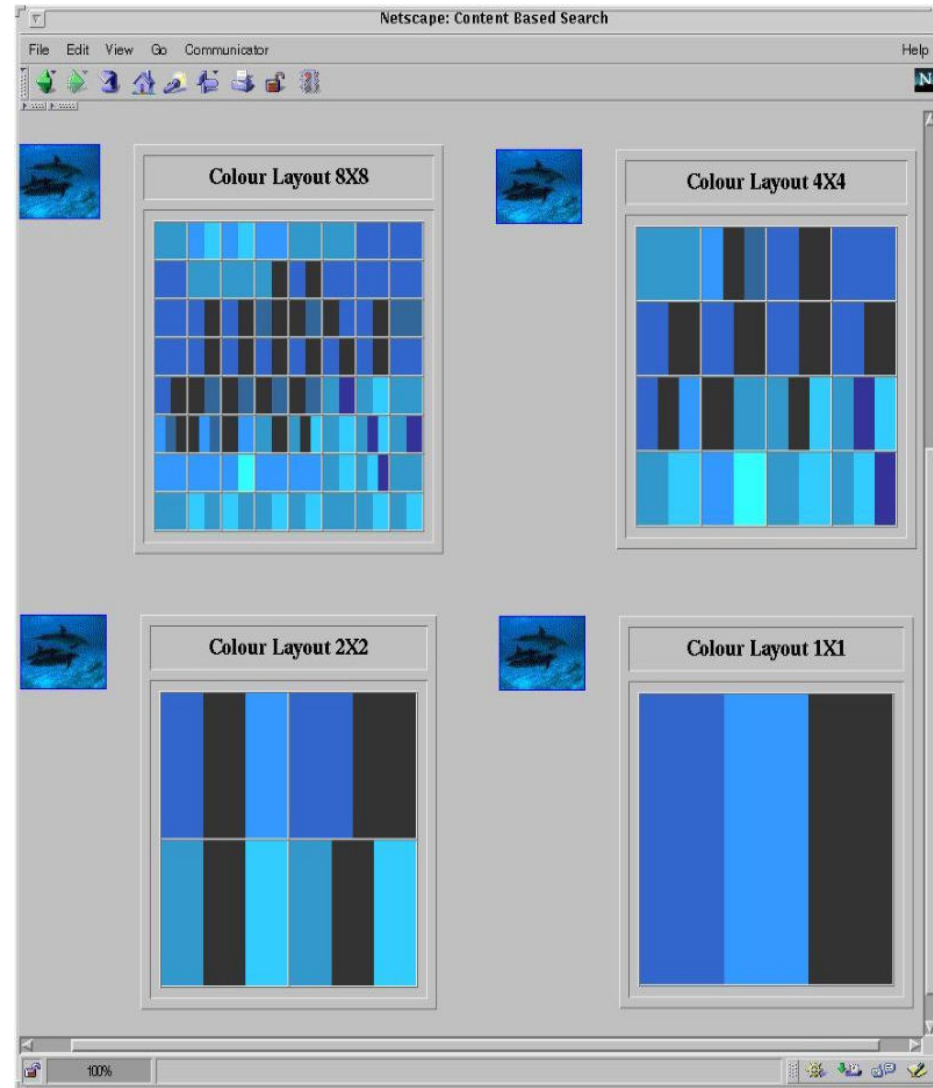 Netscape: Content Based Search
File Edit View Go Communicator Help
N
Colour Layout 8X8
Colour Layout 4X4
Colour Layout 2X2
Colour Layout 1X1
100%